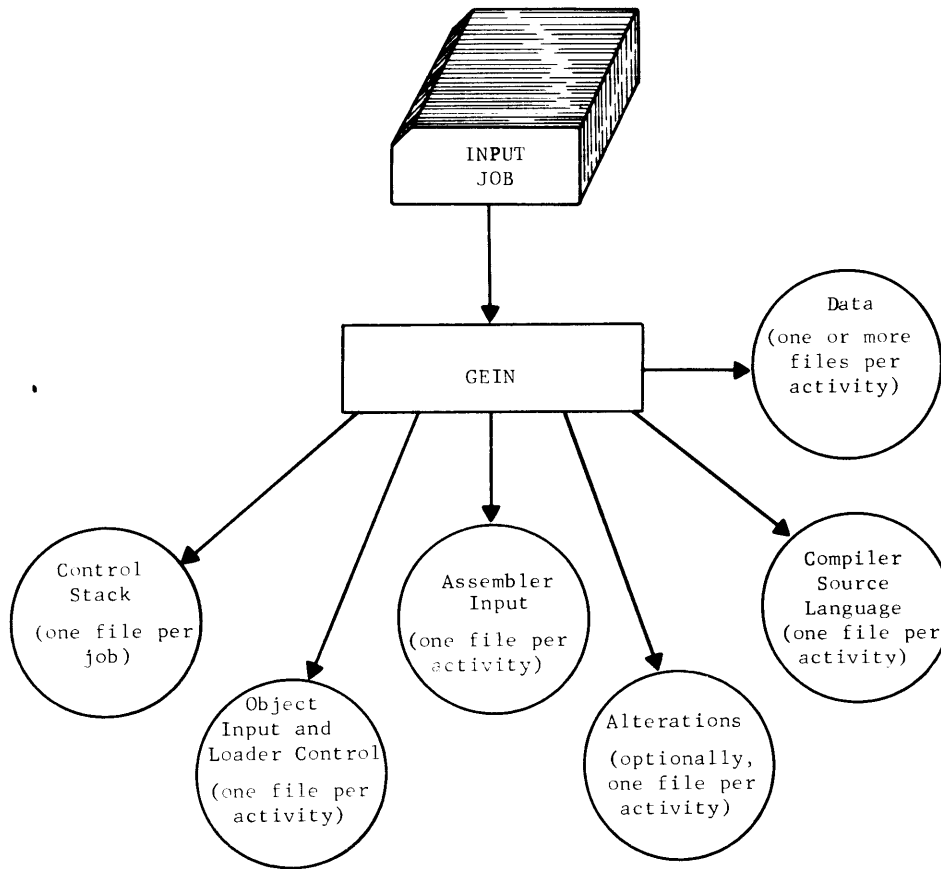 INPUT
JOB
GEIN
Data
(one or more
files per
activity)
Control
Stack
(one file per
job)
Object
Input and
Loader Control
(one file per
activity)
Assembler
Input
(one file per
activity)
Alterations
(optionally,
one file per
activity)
Compiler
Source
Language
(one file per
activity)